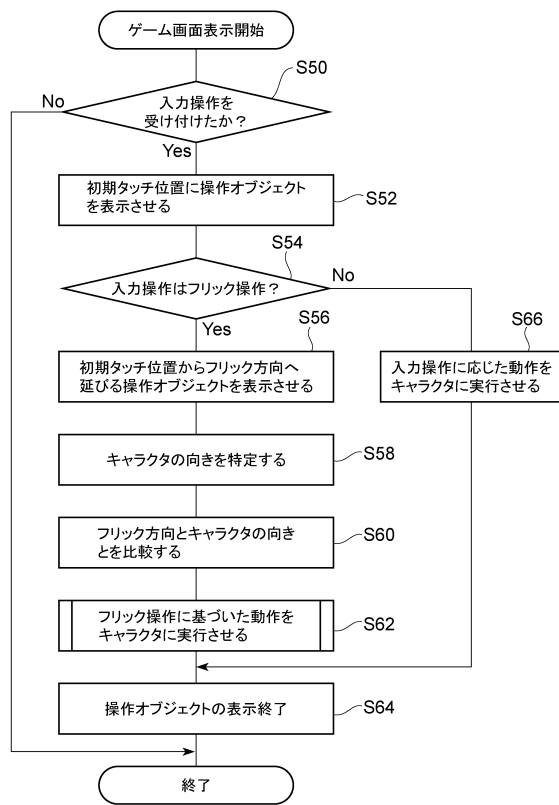 ゲーム画面表示開始
S50
No
入力操作を
受け付けたか？
Yes
初期タッチ位置に操作オブジェクト
を表示させる
S52
S54
入力操作はフリック操作？
No
Yes
S56
初期タッチ位置からフリック方向へ
延びる操作オブジェクトを表示させる
S66
入力操作に応じた動作を
キャラクタに実行させる
キャラクタの向きを特定する
S58
フリック方向とキャラクタの向き
とを比較する
S60
フリック操作に基づいた動作を
キャラクタに実行させる
S62
操作オブジェクトの表示終了
S64
終了